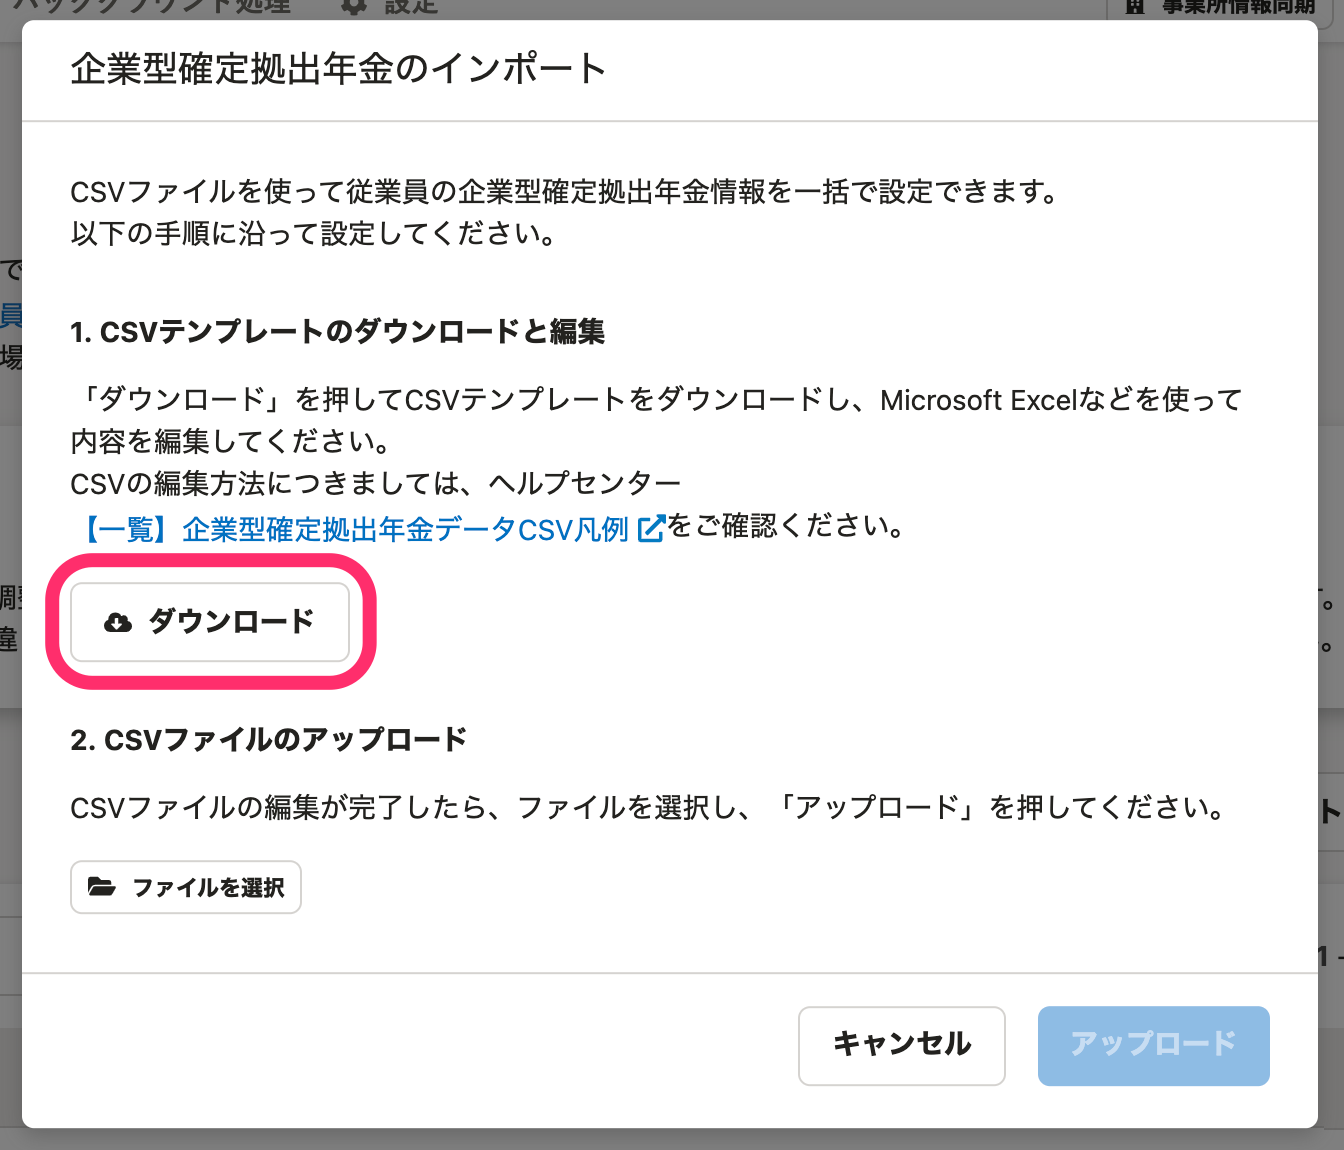 設定
事業所情報同期
企業型確定拠出年金のインポート
CSVファイルを使って従業員の企業型確定拠出年金情報を一括で設定できます。
以下の手順に沿って設定してください。
1. CSVテンプレートのダウンロードと編集
「ダウンロード」を押してCSVテンプレートをダウンロードし、Microsoft Excelなどを使って
内容を編集してください。
CSVの編集方法につきましては、ヘルプセンター
【一覧】企業型確定拠出年金データCSV凡例をご確認ください。
ダウンロード
2. CSVファイルのアップロード
CSVファイルの編集が完了したら、ファイルを選択し、「アップロード」を押してください。
ファイルを選択
キャンセル
アップロード